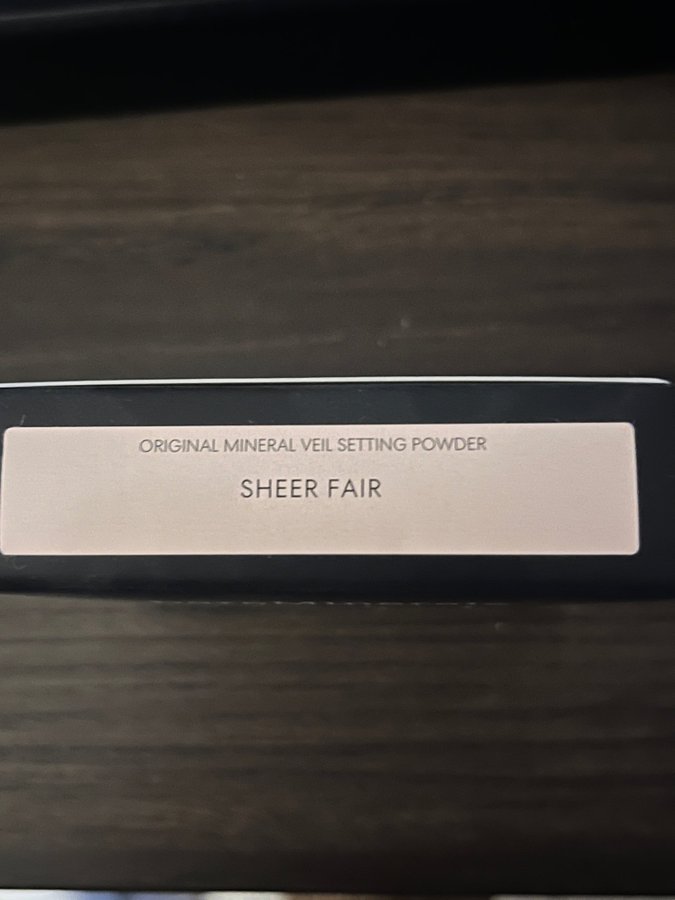 ORIGINAL MINERAL VEIL SETTING POWDER
SHEER FAIR